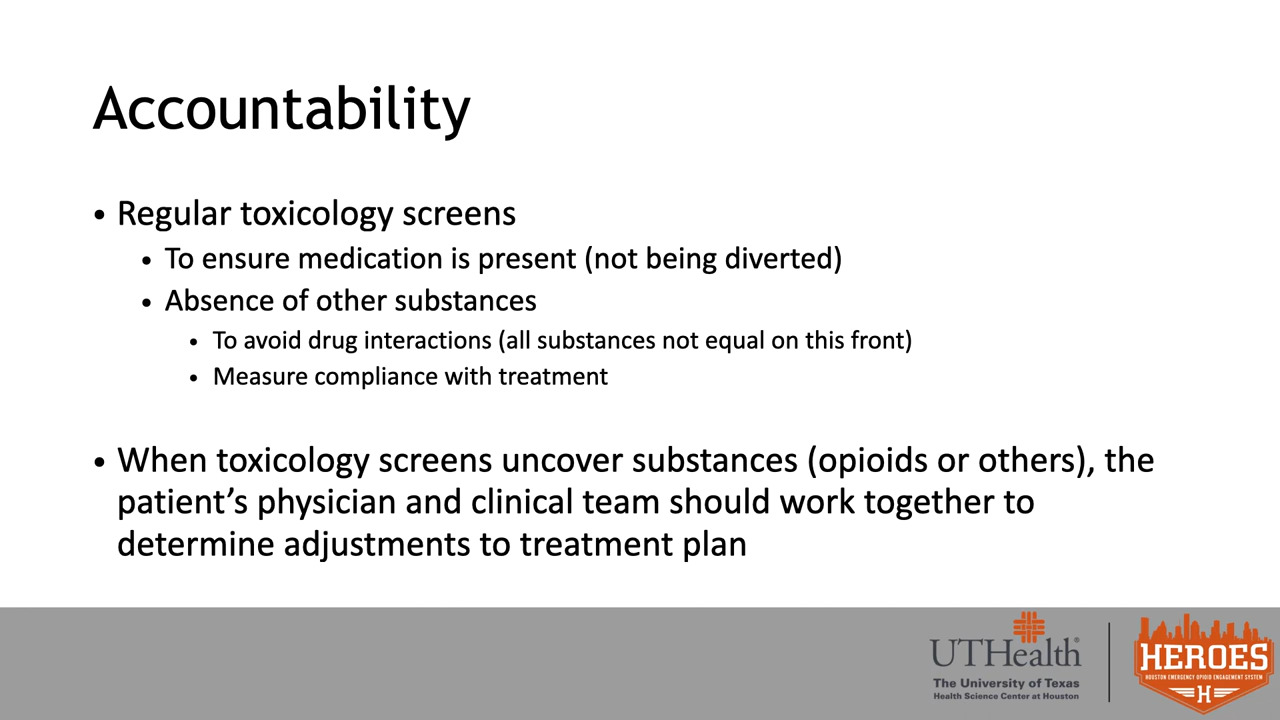 Accountability
• Regular toxicology screens
• To ensure medication is present (not being diverted)
• Absence of other substances
• To avoid drug interactions (all substances not equal on this front)
• Measure compliance with treatment
• When toxicology screens uncover substances (opioids or others), the
patient’s physician and clinical team should work together to
determine adjustments to treatment plan
UTHealth®
The University of Texas
Health Science Center at Houston
HEROES
HOUSTON EMERGENCY OPIOID ENGAGEMENT SYSTEM
H